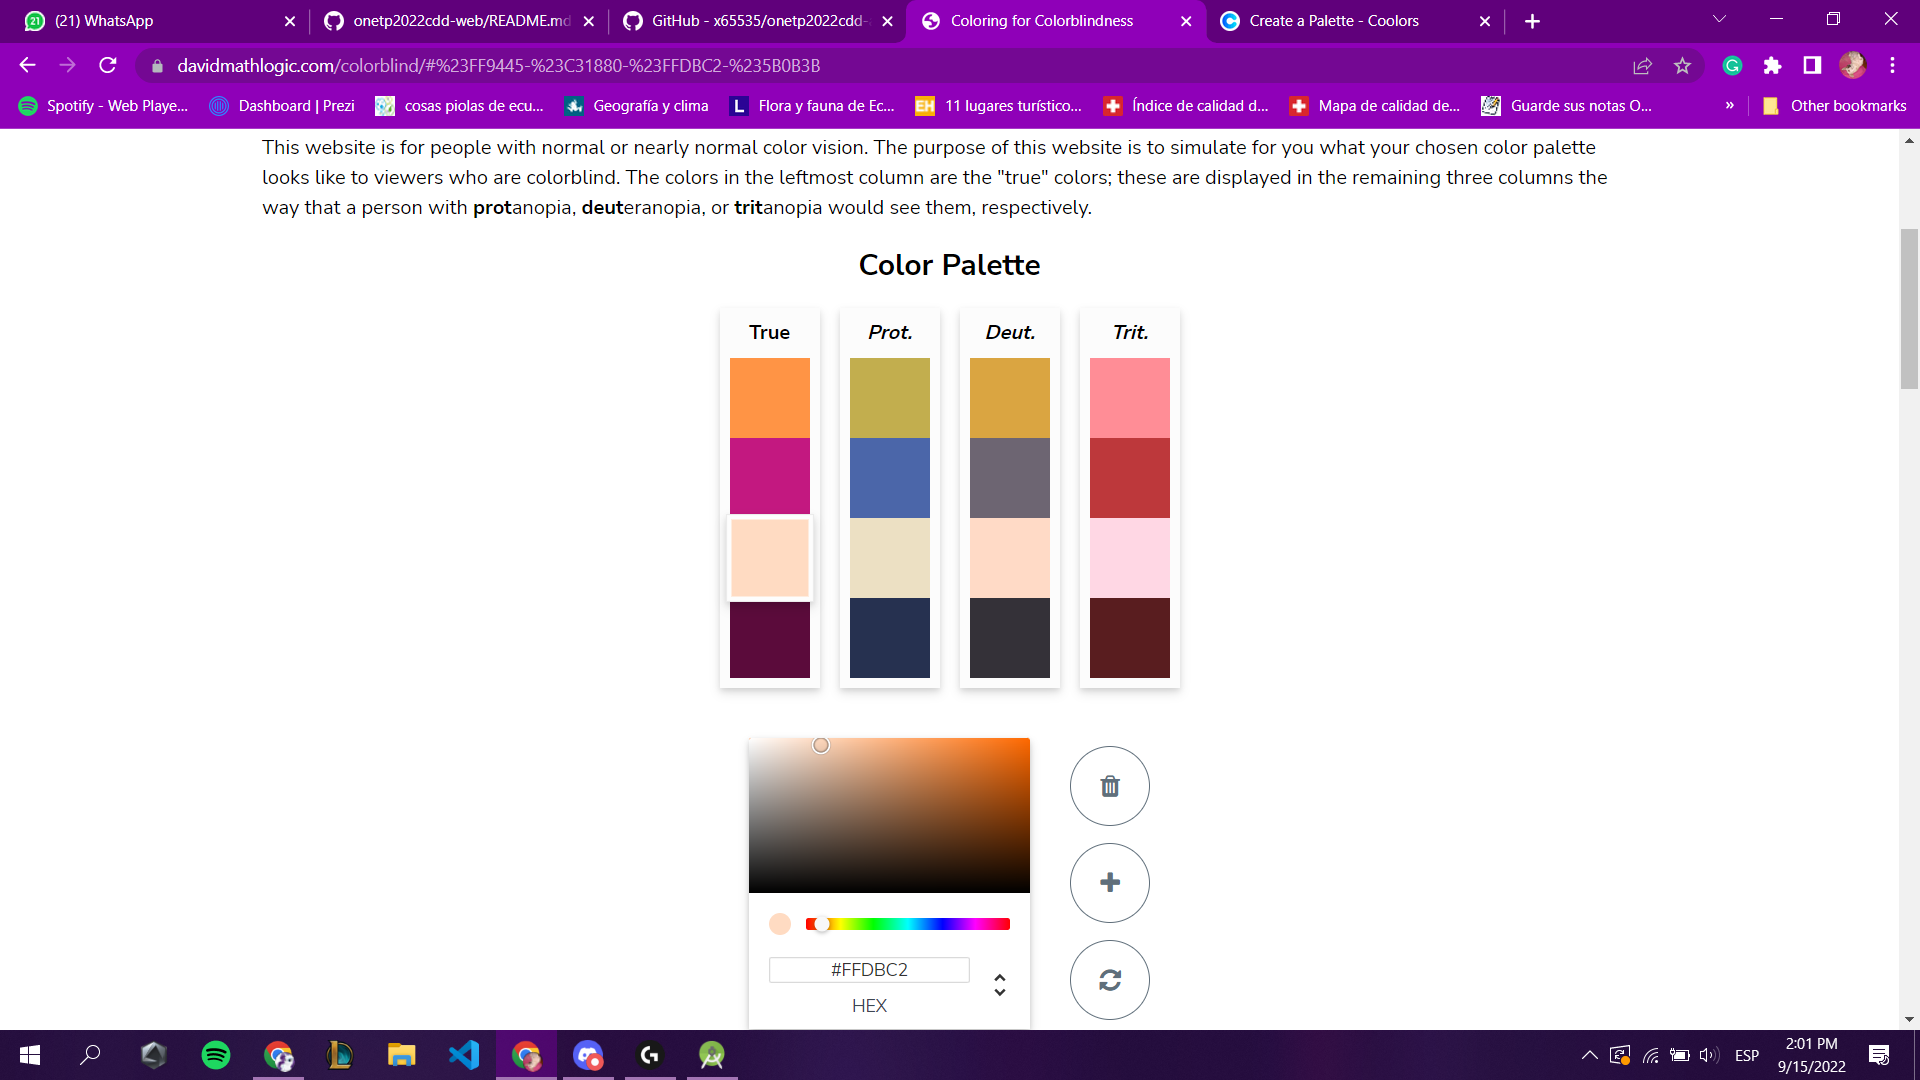 (21) WhatsApp
onetp2022cdd-web/README.md
GitHub - x65535/onetp2022cdd-
Coloring for Colorblindness
Create a Palette - Coolors
davidmathlogic.com/colorblind/#%23FF9445-%23C31880-%23FFDBC2-%235B0B3B
Spotify - Web Playe...
Dashboard | Prezi
cosas piolas de ecu...
Geografía y clima
L
Flora y fauna de Ec...
EH
11 lugares turístico...
Índice de calidad d...
Mapa de calidad de...
Guarde sus notas O...
»
Other bookmarks
This website is for people with normal or nearly normal color vision. The purpose of this website is to simulate for you what your chosen color palette
looks like to viewers who are colorblind. The colors in the leftmost column are the "true" colors; these are displayed in the remaining three columns the
way that a person with protanopia, deuteranopia, or tritanopia would see them, respectively.
Color Palette
True
Prot.
Deut.
Trit.
#FFDBC2
HEX
ESP
2:01 PM
9/15/2022